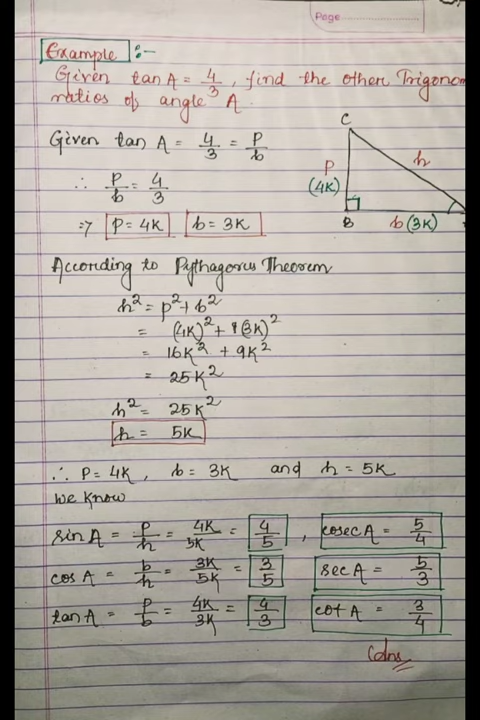 Page
Example :-
Given tan A = 4/3, find the other Trigono
ratios of angle A.
Given tan A = 4/3 = P/b
C
P
(4K)
h
B
b(3K)
∴ P/b = 4/3
=> P = 4K b = 3K
According to Pythagorus Theorem
h² = p² + b²
= (4K)² + (3K)²
= 16K² + 9K²
= 25K²
h² = 25K²
h = 5K
∴ P = 4K, b = 3K and h = 5K
We know
sin A = P/h = 4K/5K = 4/5, cosec A = 5/4
cos A = b/h = 3K/5K = 3/5 sec A = 5/3
tan A = P/b = 4K/3K = 4/3 cot A = 3/4